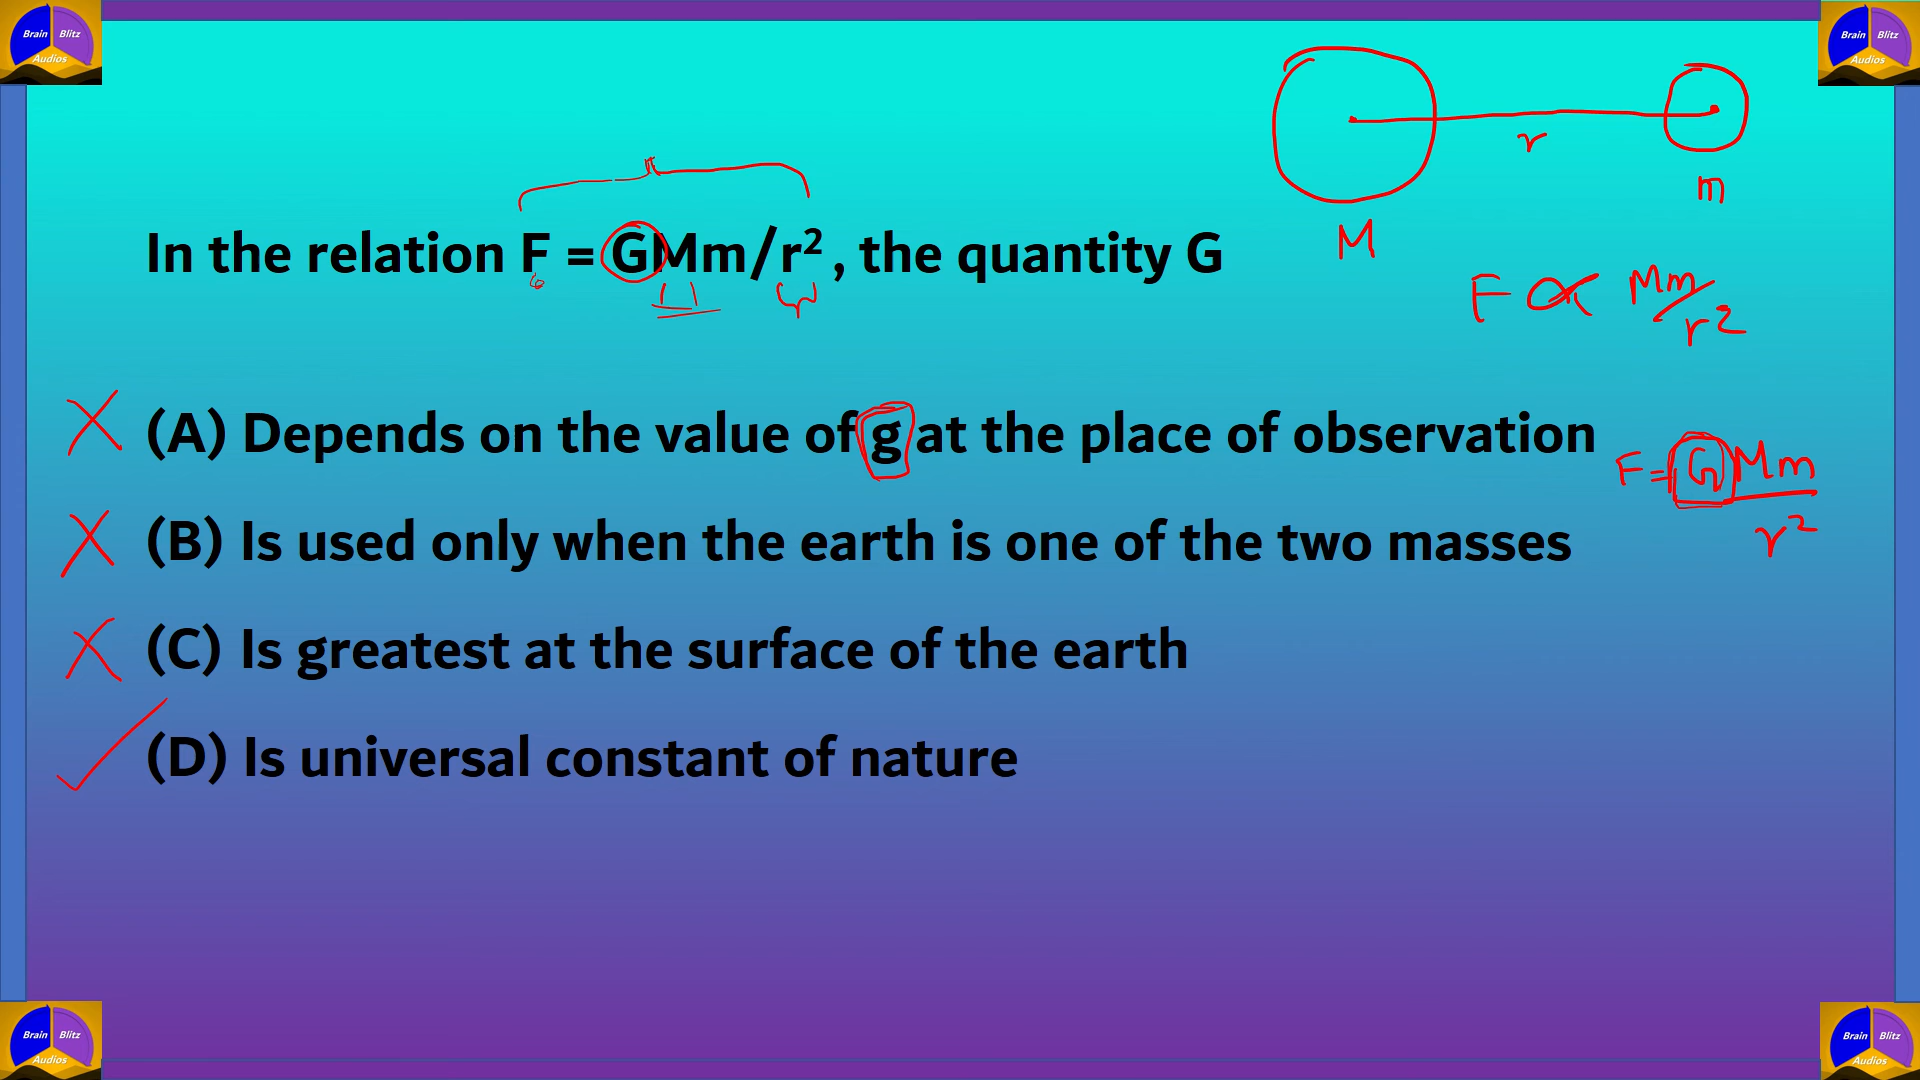 Brain Blitz
Audios
Brain Blitz
Audios
r
m
M
In the relation F = GMm/r², the quantity G
F ∝ Mm/r²
(A) Depends on the value of g at the place of observation
F = GMm/r²
(B) Is used only when the earth is one of the two masses
(C) Is greatest at the surface of the earth
(D) Is universal constant of nature
Brain Blitz
Audios
Brain Blitz
Audios